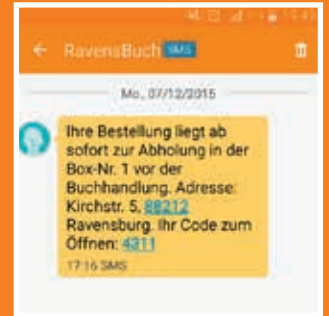 RavensBuch SMS
Mo., 07/12/2015
Ihre Bestellung liegt ab
sofort zur Abholung in der
Box-Nr. 1 vor der
Buchhandlung. Adresse:
Kirchstr. 5, 88212
Ravensburg. Ihr Code zum
Öffnen: 4311
17:16 SMS